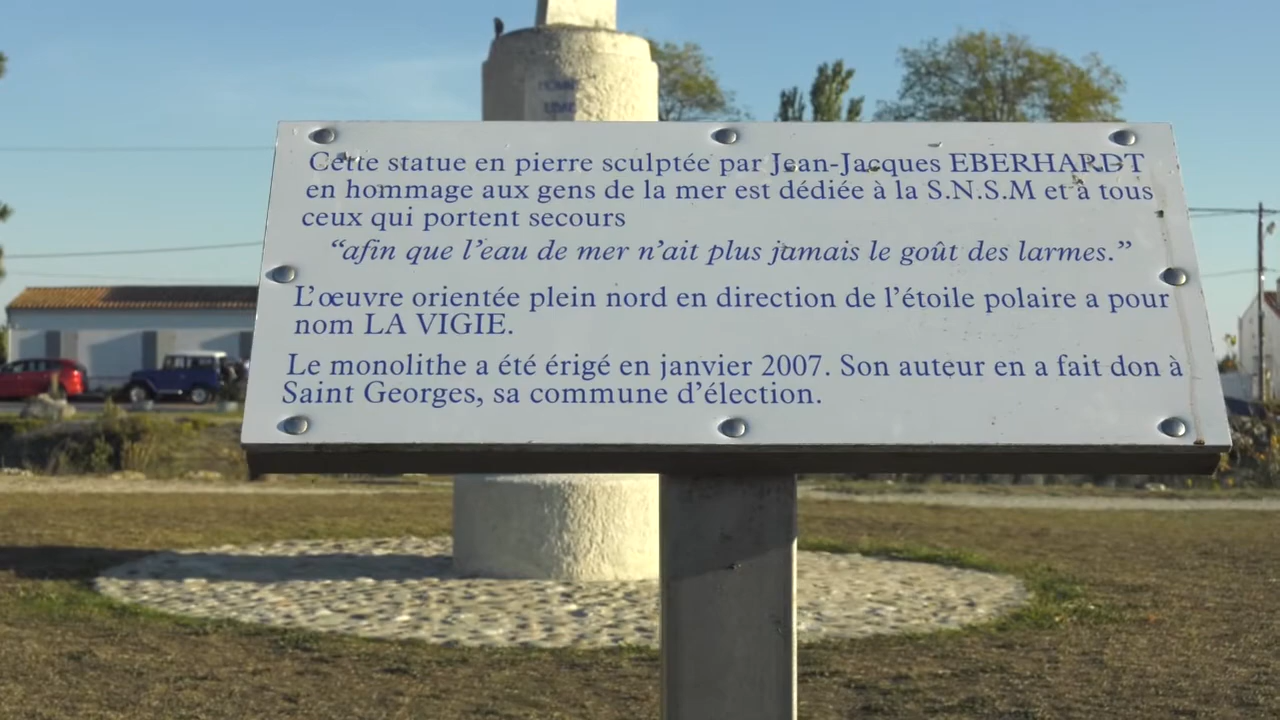 Cette statue en pierre sculptée par Jean-Jacques EBERHARDT
en hommage aux gens de la mer est dédiée à la S.N.S.M et à tous
ceux qui portent secours
“afin que l’eau de mer n’ait plus jamais le goût des larmes.”
L’œuvre orientée plein nord en direction de l’étoile polaire a pour
nom LA VIGIE.
Le monolithe a été érigé en janvier 2007. Son auteur en a fait don à
Saint Georges, sa commune d’élection.